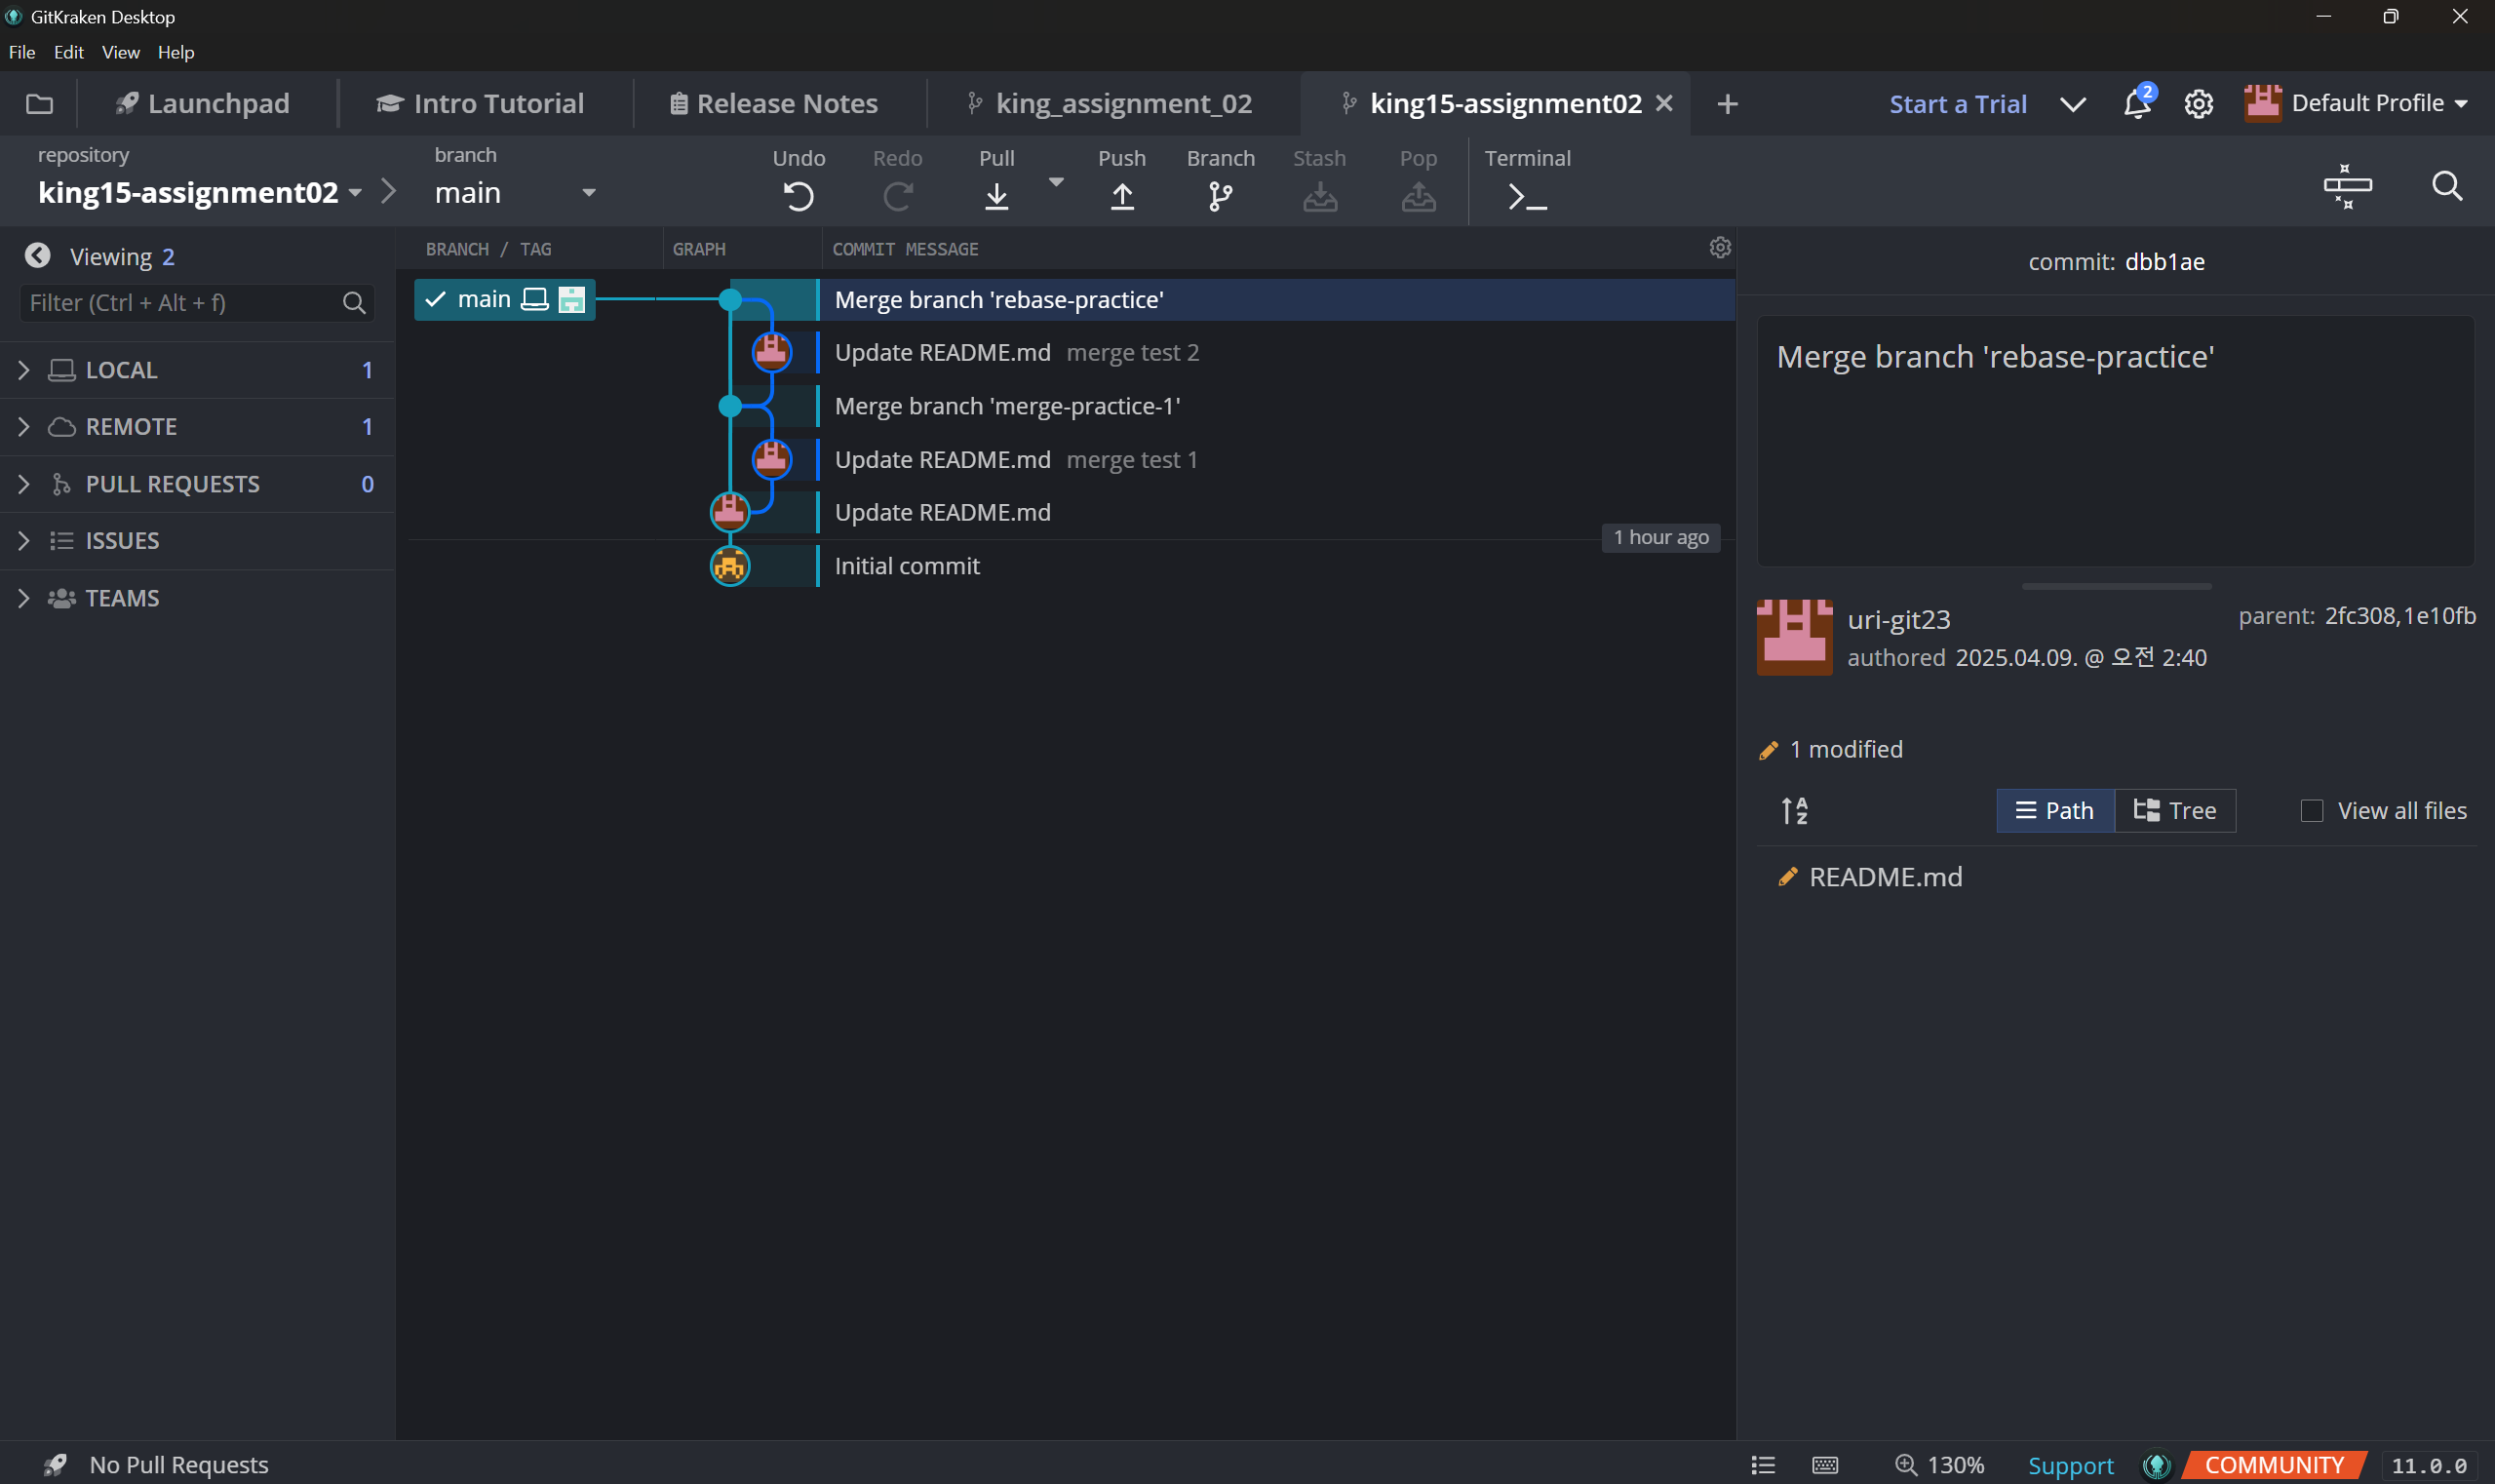 GitKraken Desktop
File Edit View Help
Launchpad Intro Tutorial Release Notes king_assignment_02 king15-assignment02 Start a Trial 2 Default Profile
repository branch Undo Redo Pull Push Branch Stash Pop Terminal
king15-assignment02 main
Viewing 2
Filter (Ctrl + Alt + f)
LOCAL 1
REMOTE 1
PULL REQUESTS 0
ISSUES
TEAMS
BRANCH / TAG GRAPH COMMIT MESSAGE
main Merge branch 'rebase-practice'
Update README.md merge test 2
Merge branch 'merge-practice-1'
Update README.md merge test 1
Update README.md
1 hour ago
Initial commit
commit: dbb1ae
Merge branch 'rebase-practice'
uri-git23 parent: 2fc308,1e10fb
authored 2025.04.09. @ 오전 2:40
1 modified
A Z Path Tree View all files
README.md
No Pull Requests 130% Support COMMUNITY 11.0.0